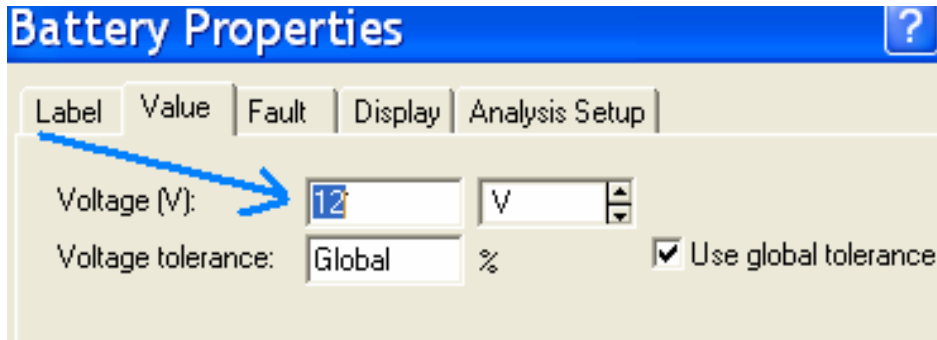 Battery Properties ?
Label Value Fault Display Analysis Setup
Voltage (V): 12 V
Voltage tolerance: Global % Use global tolerance